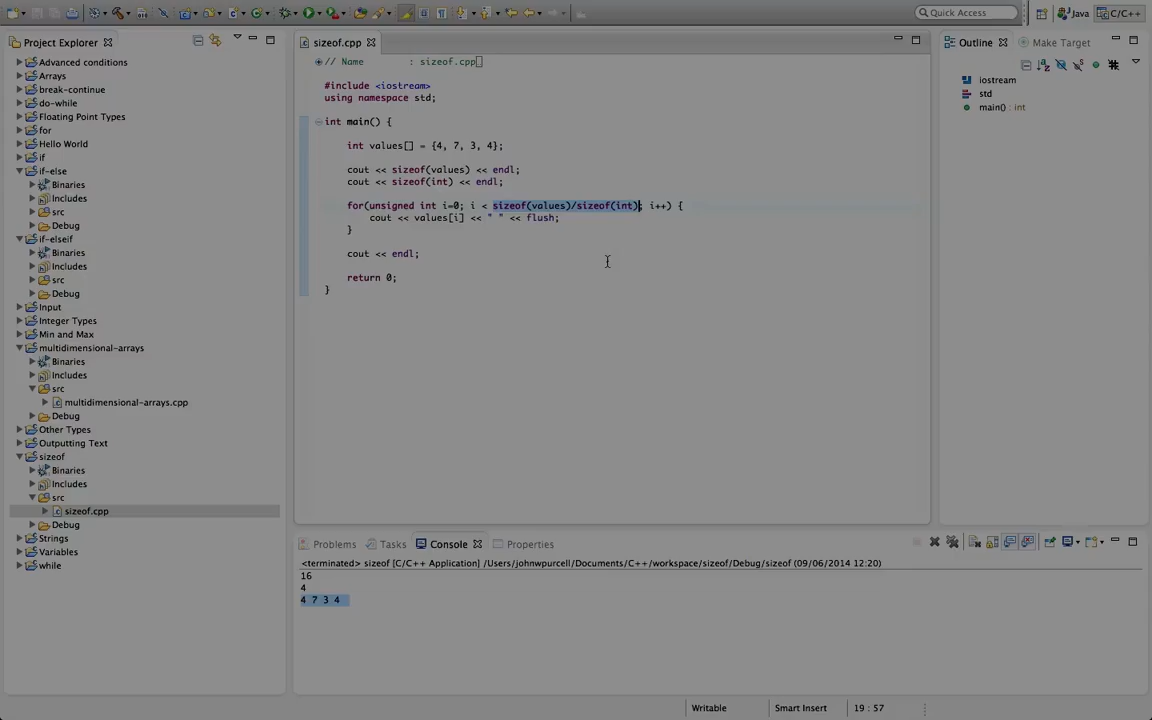 Quick Access
Java
C/C++
Project Explorer
sizeof.cpp
Outline
Make Target
Advanced conditions
Arrays
break-continue
do-while
Floating Point Types
for
Hello World
if
if-else
Binaries
Includes
src
Debug
if-elseif
Binaries
Includes
src
Debug
Input
Integer Types
Min and Max
multidimensional-arrays
Binaries
Includes
src
multidimensional-arrays.cpp
Debug
Other Types
Outputting Text
sizeof
Binaries
Includes
src
sizeof.cpp
Debug
Strings
Variables
while
// Name : sizeof.cpp
#include <iostream>
using namespace std;
int main() {
int values[] = {4, 7, 3, 4};
cout << sizeof(values) << endl;
cout << sizeof(int) << endl;
for(unsigned int i=0; i < sizeof(values)/sizeof(int); i++) {
cout << values[i] << " " << flush;
}
cout << endl;
return 0;
}
iostream
std
main() : int
Problems
Tasks
Console
Properties
<terminated> sizeof [C/C++ Application] /Users/johnwpurcell/Documents/C++/workspace/sizeof/Debug/sizeof (09/06/2014 12:20)
16
4
4 7 3 4
Writable
Smart Insert
19 : 57